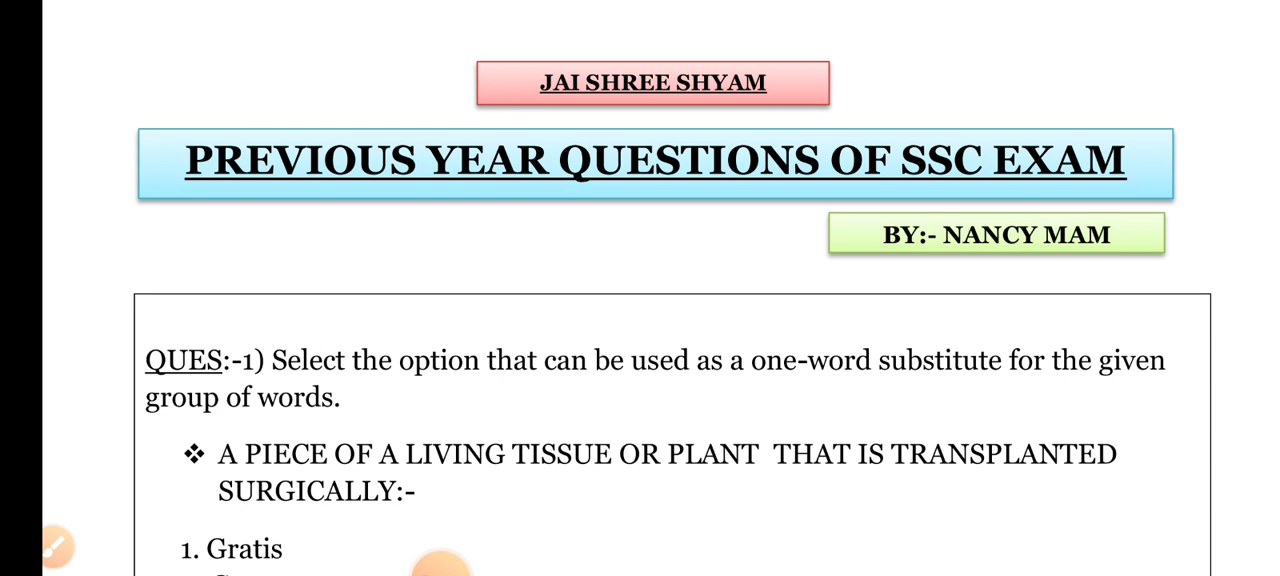 JAI SHREE SHYAM
PREVIOUS YEAR QUESTIONS OF SSC EXAM
BY:- NANCY MAM
QUES:-1) Select the option that can be used as a one-word substitute for the given
group of words.
❖ A PIECE OF A LIVING TISSUE OR PLANT THAT IS TRANSPLANTED
SURGICALLY:-
1. Gratis